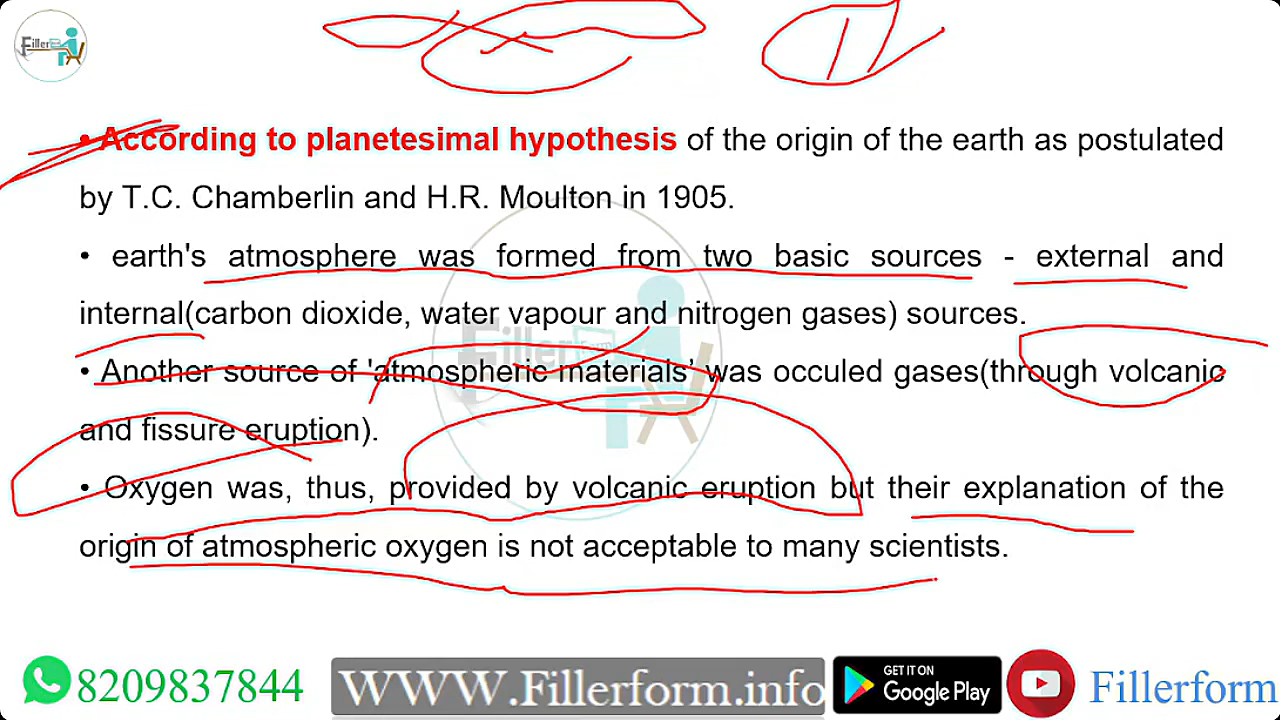 Filler
• According to planetesimal hypothesis of the origin of the earth as postulated
by T.C. Chamberlin and H.R. Moulton in 1905.
• earth's atmosphere was formed from two basic sources - external and
internal(carbon dioxide, water vapour and nitrogen gases) sources.
• Another source of 'atmospheric materials’ was occuled gases(through volcanic
and fissure eruption).
• Oxygen was, thus, provided by volcanic eruption but their explanation of the
origin of atmospheric oxygen is not acceptable to many scientists.
8209837844 WWW.Fillerform.info GET IT ON Google Play Fillerform